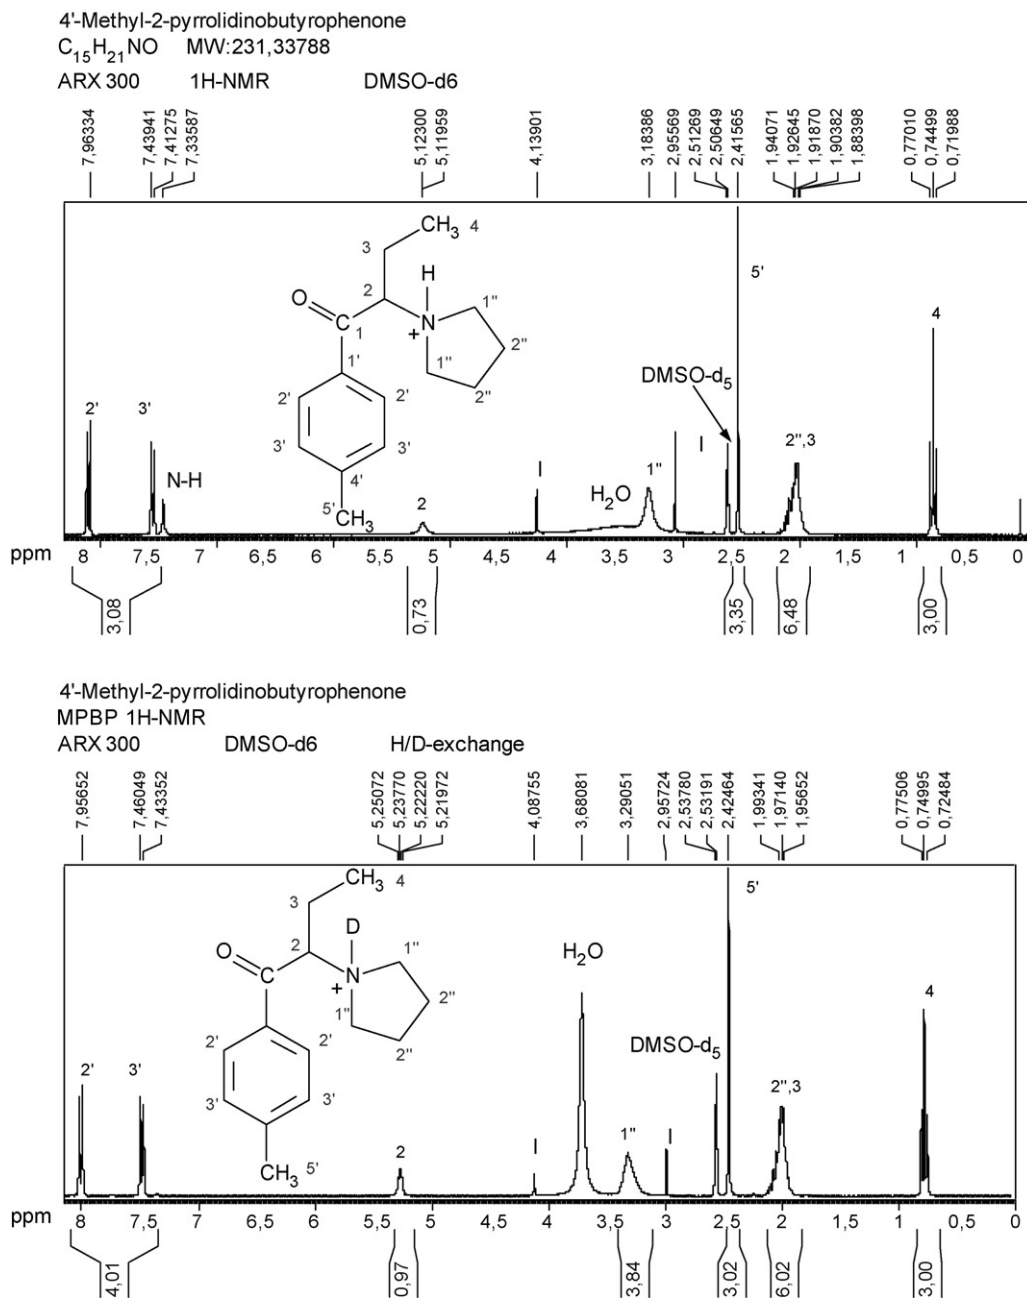 4'-Methyl-2-pyrrolidinobutyrophenone
C15H21NO MW:231,33788
ARX 300 1H-NMR DMSO-d6
7,96334 7,43941 7,41275 7,33587 5,12300 5,11959 4,13901 3,18386 2,95569 2,51269 2,50649 2,41565 1,94071 1,92645 1,91870 1,90382 1,88398 0,77010 0,74499 0,71988
CH3 4
3
H
2 1''
O C N
1 + 2''
1' 1''
2' 2' 2''
3' 3'
4'
5' CH3
2' 3' N-H 2 I H2O 1'' I DMSO-d5 5' 2'',3 4
ppm 8 7,5 7 6,5 6 5,5 5 4,5 4 3,5 3 2,5 2 1,5 1 0,5 0
3,08 0,73 3,35 6,48 3,00
4'-Methyl-2-pyrrolidinobutyrophenone
MPBP 1H-NMR
ARX 300 DMSO-d6 H/D-exchange
7,95652 7,46049 7,43352 5,25072 5,23770 5,22220 5,21972 4,08755 3,68081 3,29051 2,95724 2,53780 2,53191 2,42464 1,99341 1,97140 1,95652 0,77506 0,74995 0,72484
CH3 4
3
D
2 1''
O C N
+ 2''
1''
2' 2' 2''
3' 3'
CH3 5'
2' 3' 2 I H2O 1'' I DMSO-d5 5' 2'',3 4
ppm 8 7,5 7 6,5 6 5,5 5 4,5 4 3,5 3 2,5 2 1,5 1 0,5 0
4,01 0,97 3,84 3,02 6,02 3,00